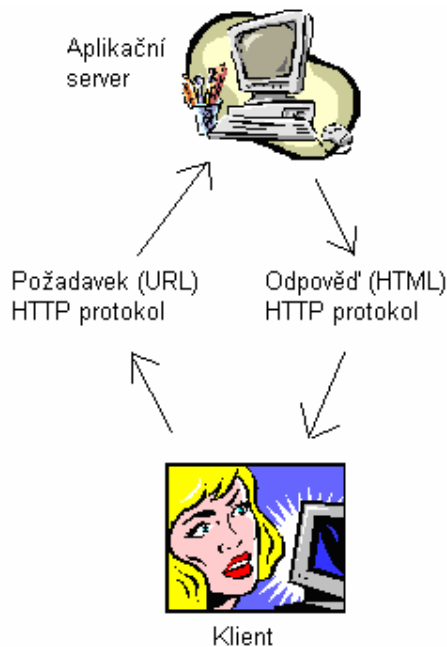 Aplikační
server
Požadavek (URL)
HTTP protokol
Odpověď (HTML)
HTTP protokol
Klient